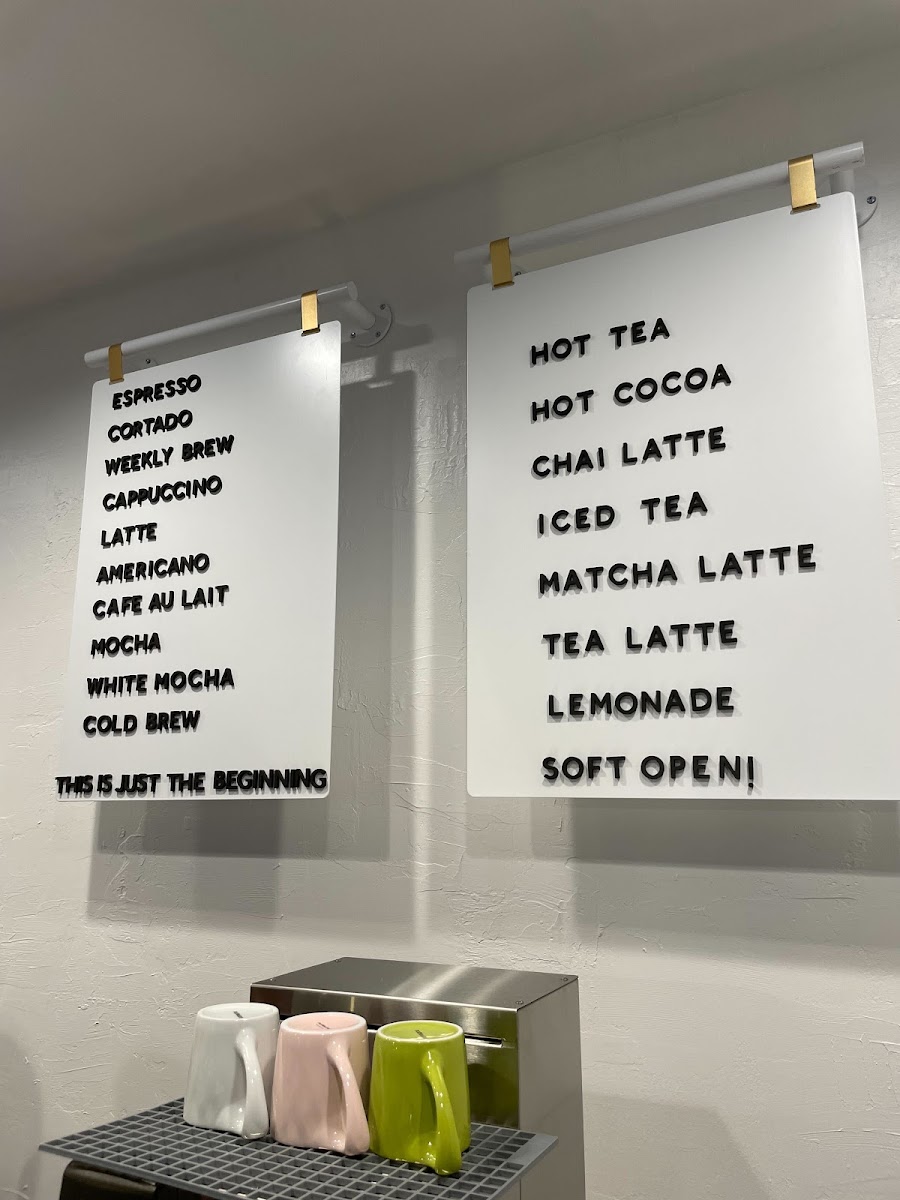 ESPRESSO
CORTADO
WEEKLY BREW
CAPPUCCINO
LATTE
AMERICANO
CAFE AU LAIT
MOCHA
WHITE MOCHA
COLD BREW
THIS IS JUST THE BEGINNING
HOT TEA
HOT COCOA
CHAI LATTE
ICED TEA
MATCHA LATTE
TEA LATTE
LEMONADE
SOFT OPEN!